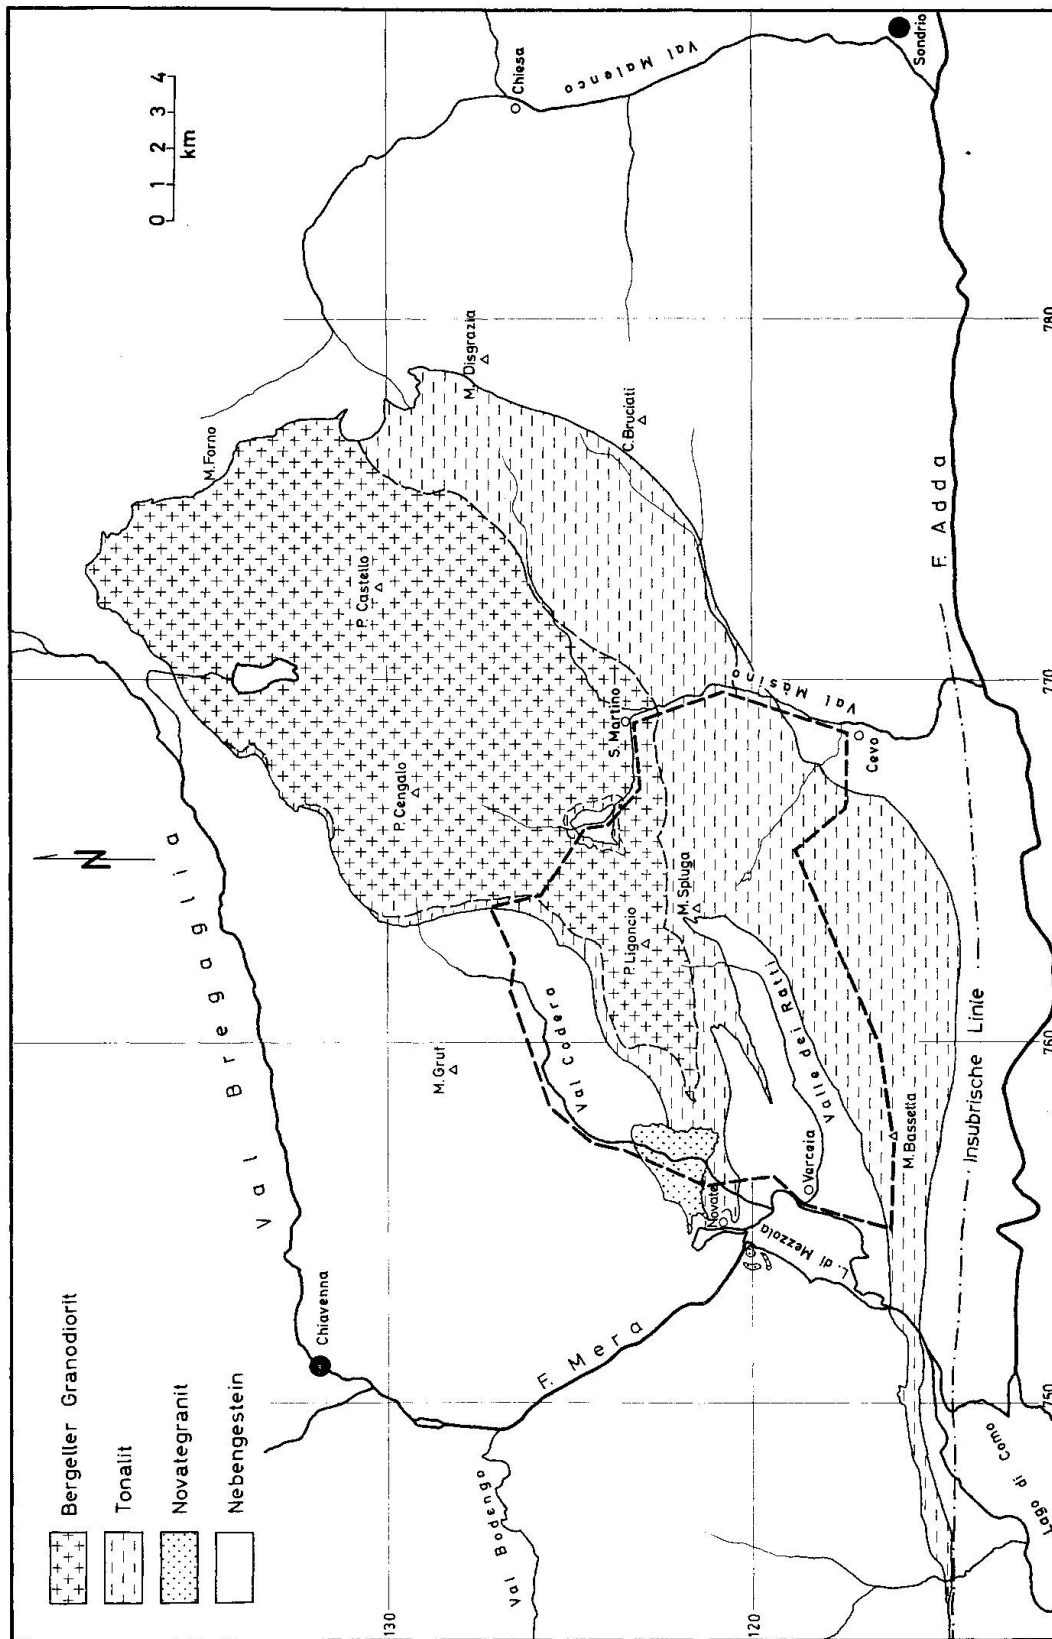 Bergeller Granodiorit
Tonalit
Novategranit
Nebengestein
0 1 2 3 4
km
N
Val Bregaglia
Chiavenna
F. Mera
Val Bodengo
M. Forno
P. Castello
P. Cengalo
M. Disgrazia
Chiesa
Val Malenco
C. Bruciati
S. Martino
M. Gruf
Val Codera
P. Ligoncio
M. Spluga
Valle dei Ratti
Novate
Verceia
L. di Mezzola
Val Màsino
Cevo
M. Bassetta
F. Adda
Sondrio
Insubrische Linie
Lago di Como
130
120
750
760
770
780